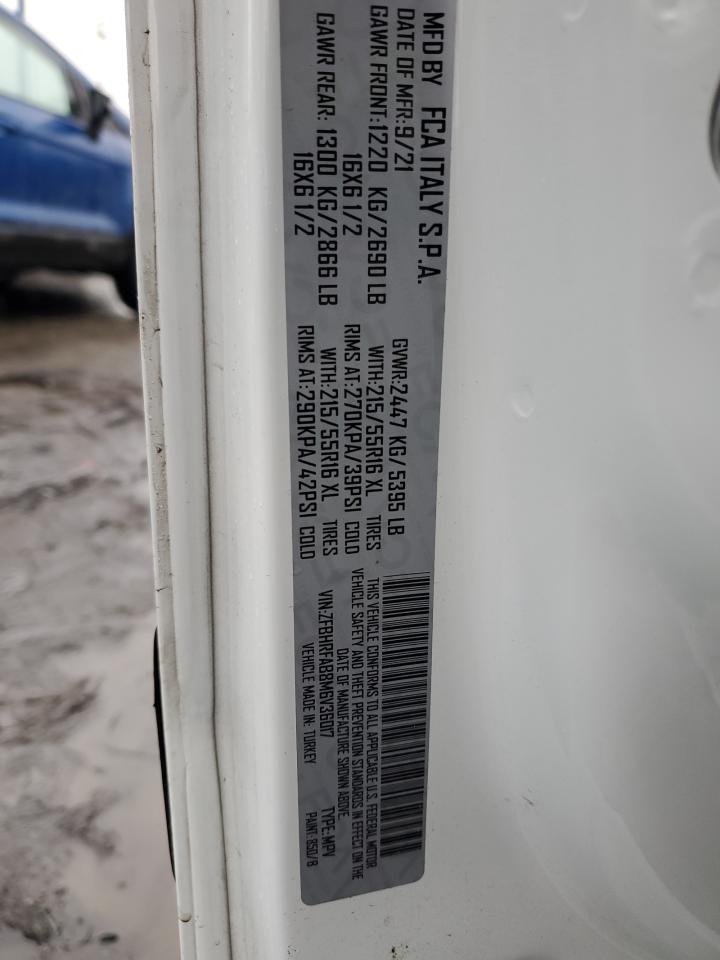 MFD BY FCA ITALY S.P.A.
DATE OF MFR:9/21 GVWR:2447 KG/5395 LB
GAWR FRONT:1220 KG/2690 LB WITH:215/55R16 XL TIRES
16X6 1/2 RIMS AT:270KPA/39PSI COLD
GAWR REAR: 1300 KG/2866 LB WITH:215/55R16 XL TIRES
16X6 1/2 RIMS AT:290KPA/42PSI COLD
THIS VEHICLE CONFORMS TO ALL APPLICABLE U.S. FEDERAL MOTOR
VEHICLE SAFETY AND THEFT PREVENTION STANDARDS IN EFFECT ON THE
DATE OF MANUFACTURE SHOWN ABOVE.
VIN:ZFBHRFAB8M6V36017 TYPE:MPV
VEHICLE MADE IN: TURKEY PAINT:850/B